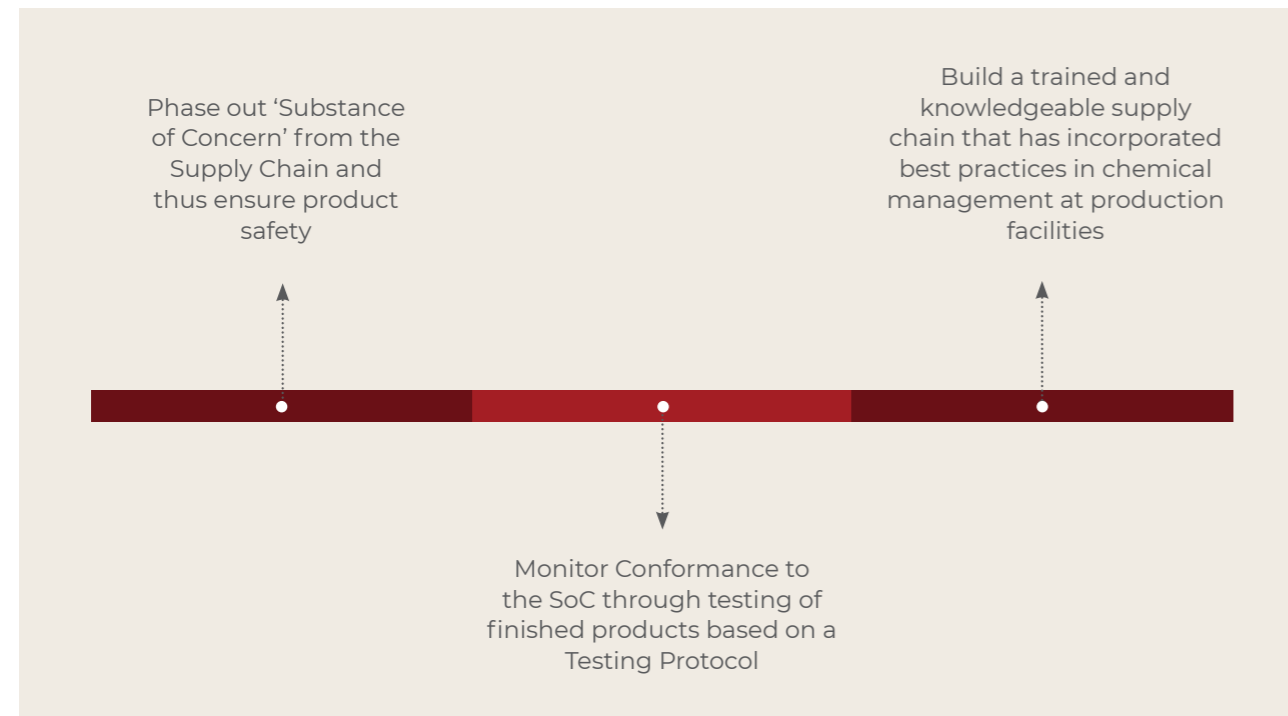 Phase out ‘Substance
of Concern’ from the
Supply Chain and
thus ensure product
safety
Monitor Conformance to
the SoC through testing of
finished products based on a
Testing Protocol
Build a trained and
knowledgeable supply
chain that has incorporated
best practices in chemical
management at production
facilities